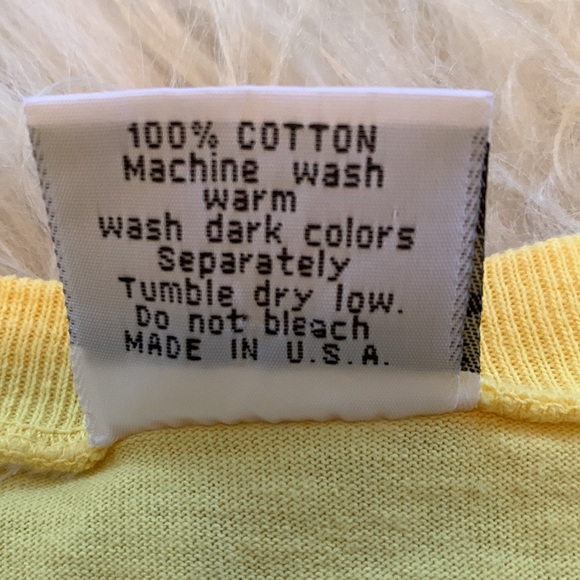 100% COTTON
Machine wash
warm
wash dark colors
Separately
Tumble dry low.
Do not bleach
MADE IN U.S.A.